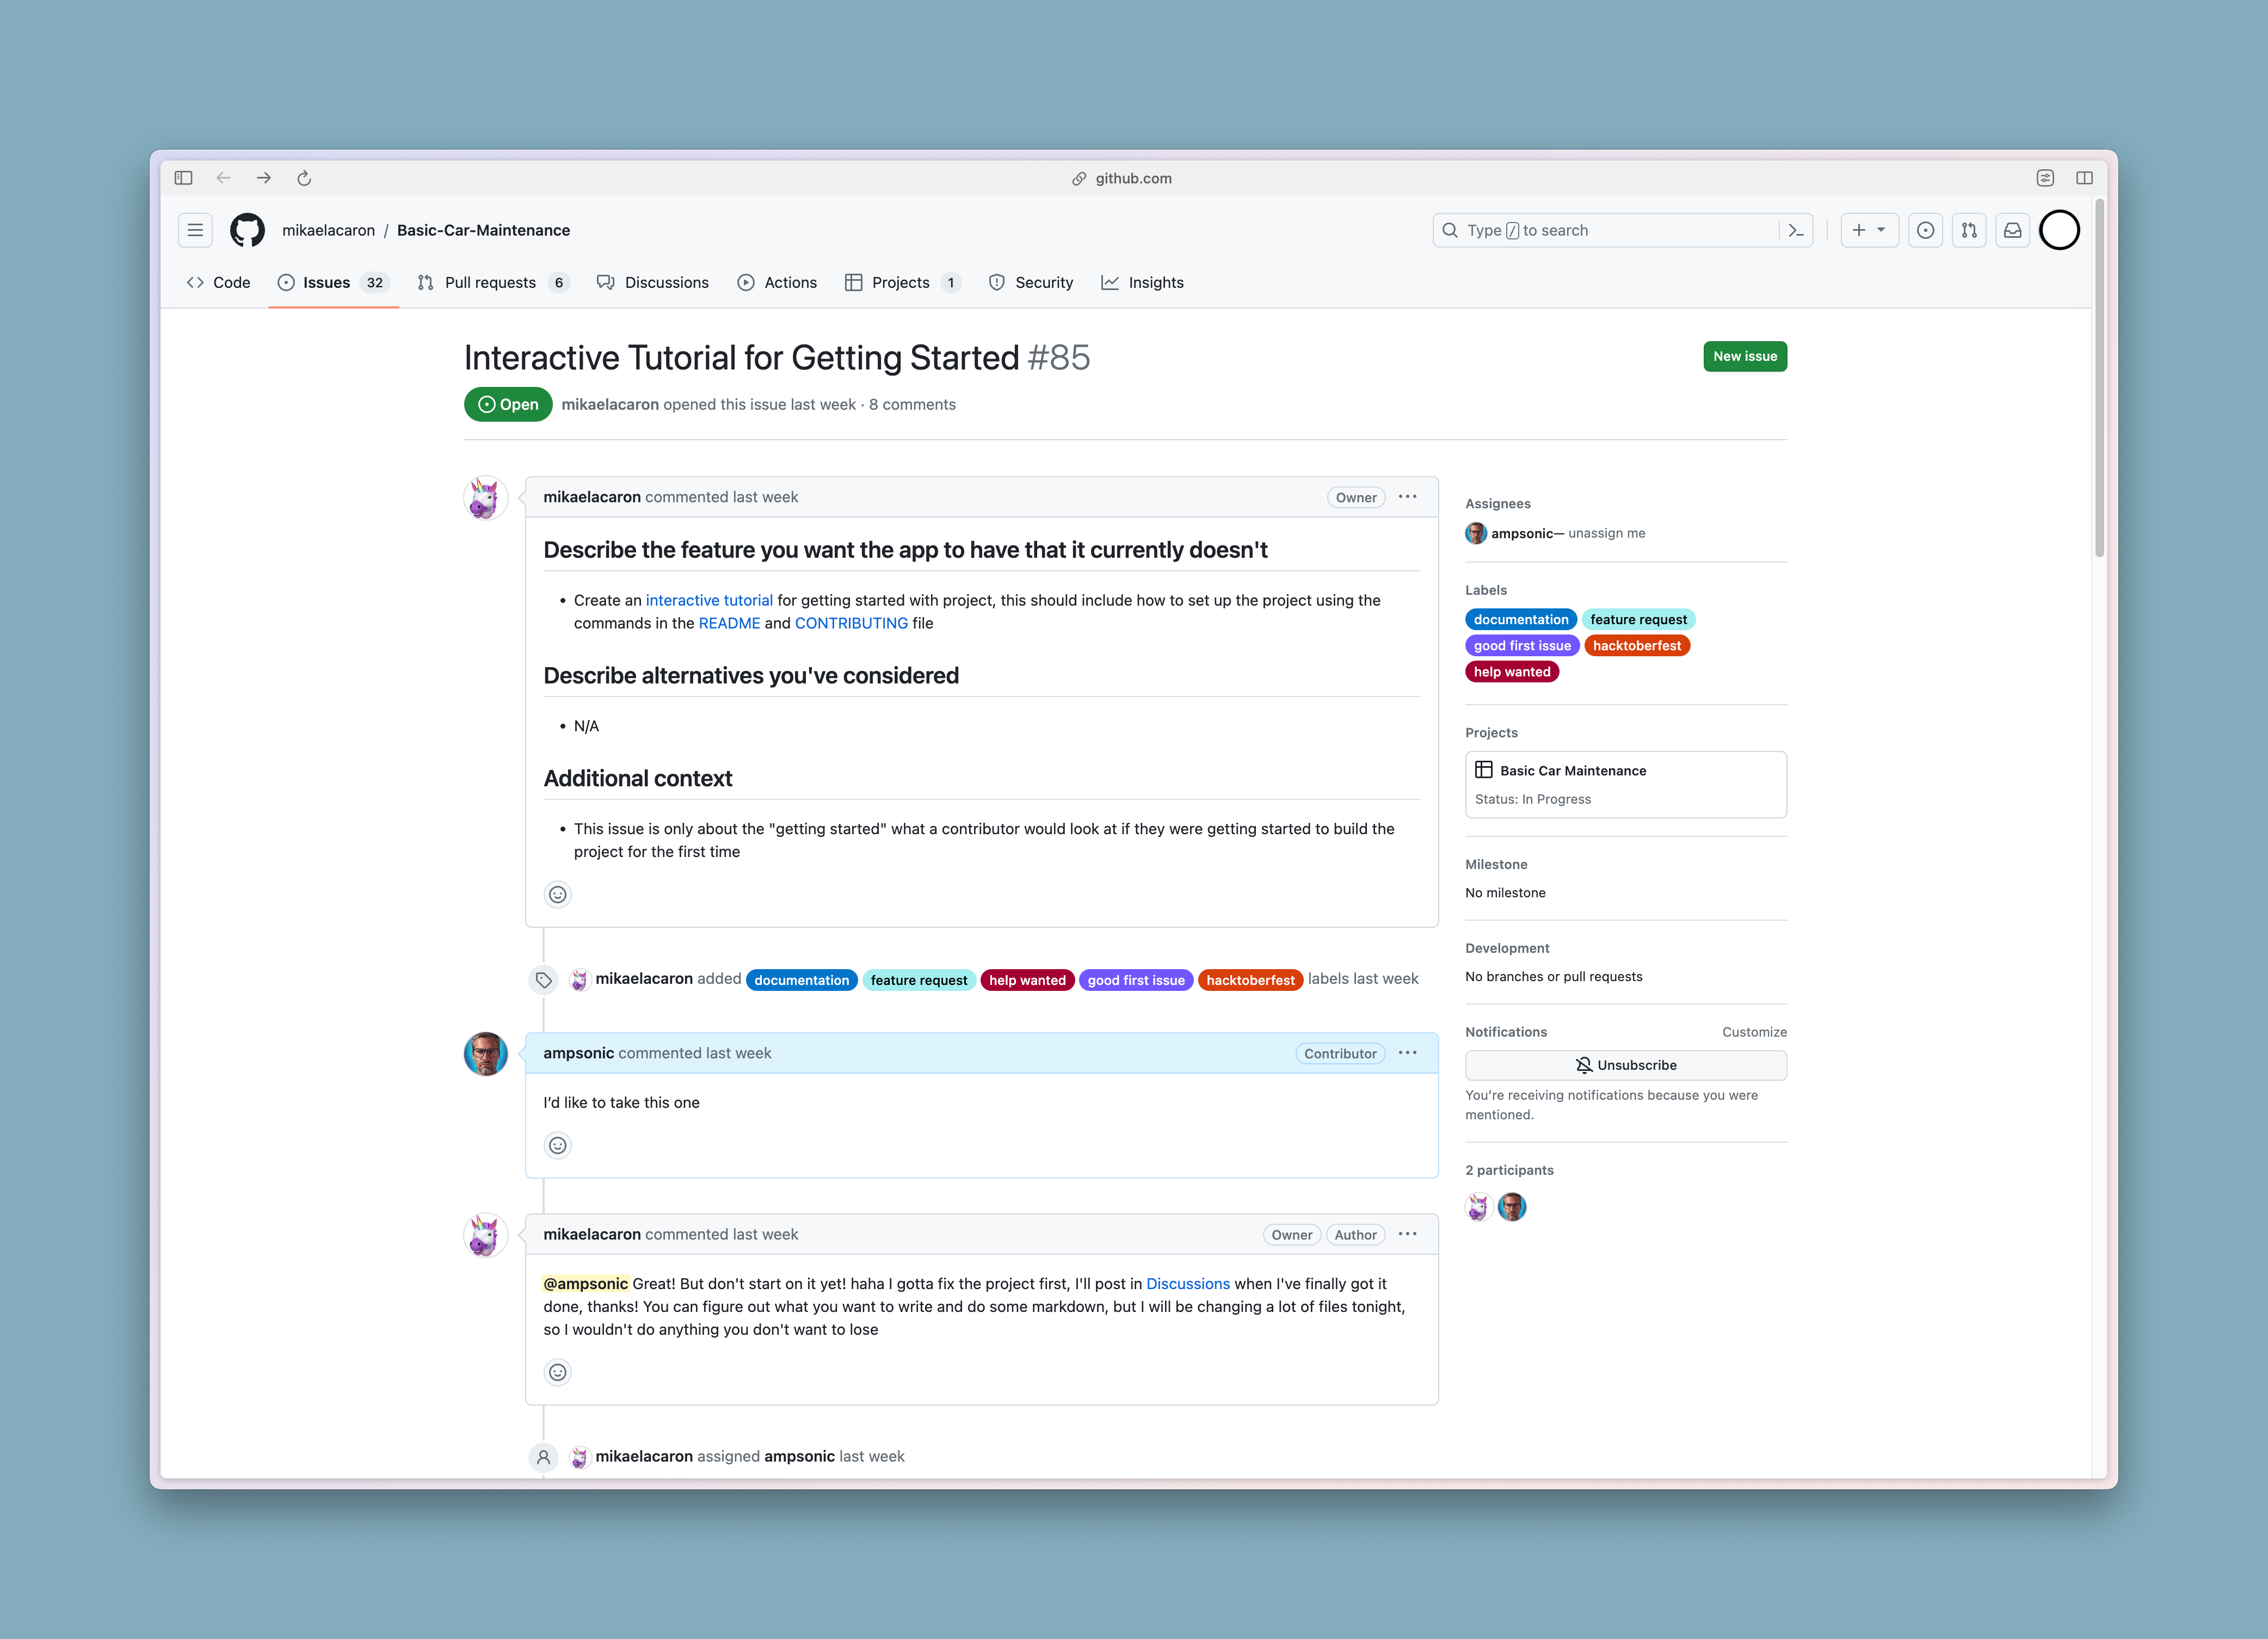 github.com
mikaelacaron / Basic-Car-Maintenance
Type / to search
Code
Issues 32
Pull requests 6
Discussions
Actions
Projects 1
Security
Insights
Interactive Tutorial for Getting Started #85
New issue
Open
mikaelacaron opened this issue last week · 8 comments
mikaelacaron commented last week
Owner
Describe the feature you want the app to have that it currently doesn't
• Create an interactive tutorial for getting started with project, this should include how to set up the project using the
commands in the README and CONTRIBUTING file
Describe alternatives you've considered
• N/A
Additional context
• This issue is only about the "getting started" what a contributor would look at if they were getting started to build the
project for the first time
mikaelacaron added documentation feature request help wanted good first issue hacktoberfest labels last week
ampsonic commented last week
Contributor
I’d like to take this one
mikaelacaron commented last week
Owner
Author
@ampsonic Great! But don't start on it yet! haha I gotta fix the project first, I'll post in Discussions when I've finally got it
done, thanks! You can figure out what you want to write and do some markdown, but I will be changing a lot of files tonight,
so I wouldn't do anything you don't want to lose
mikaelacaron assigned ampsonic last week
Assignees
ampsonic— unassign me
Labels
documentation feature request
good first issue hacktoberfest
help wanted
Projects
Basic Car Maintenance
Status: In Progress
Milestone
No milestone
Development
No branches or pull requests
Notifications
Customize
Unsubscribe
You’re receiving notifications because you were
mentioned.
2 participants